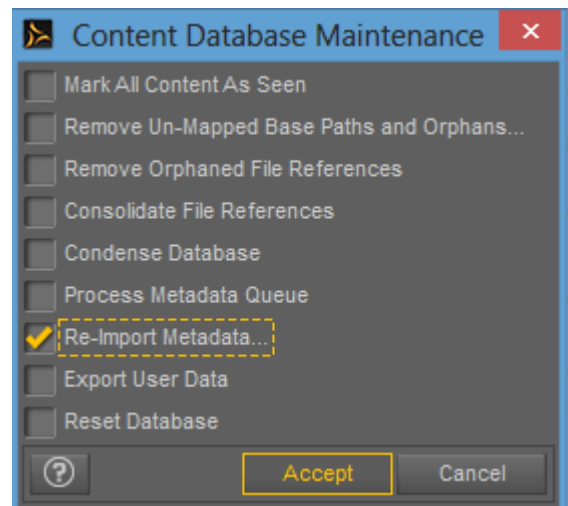 Content Database Maintenance
Mark All Content As Seen
Remove Un-Mapped Base Paths and Orphans...
Remove Orphaned File References
Consolidate File References
Condense Database
Process Metadata Queue
Re-Import Metadata...
Export User Data
Reset Database
? Accept Cancel